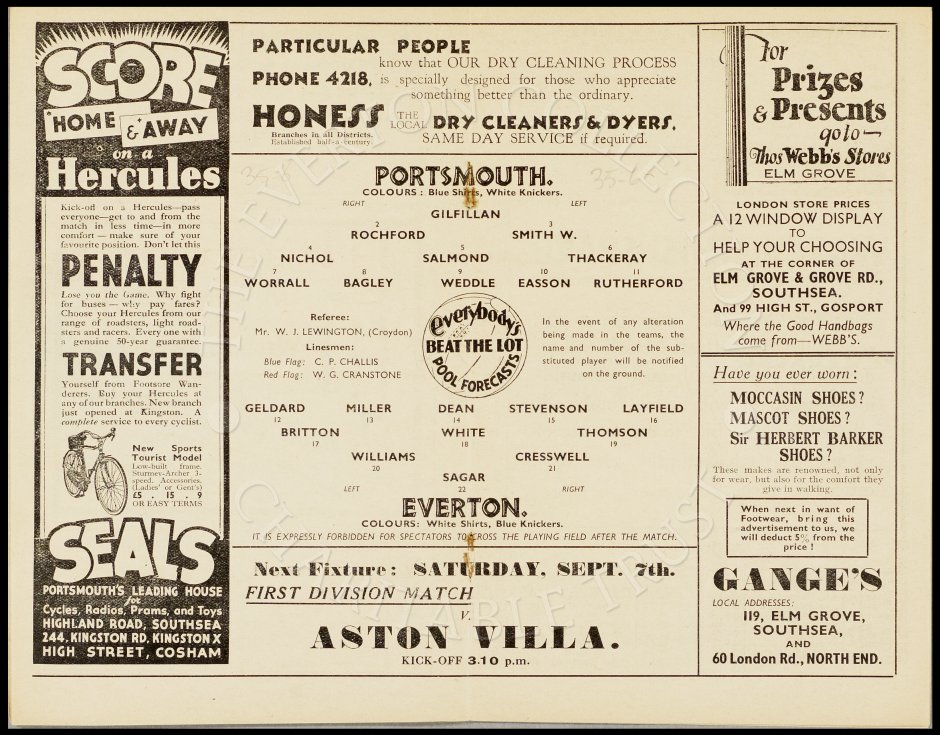 SCORE
'HOME & 'AWAY
on a
Hercules
Kick-off on a Hercules—pass
everyone—get to and from the
match in less time—in more
comfort — make sure of your
favourite position. Don't let this
PENALTY
Lose you the Game. Why fight
for buses — why pay fares?
Choose your Hercules from our
range of roadsters, light road-
sters and racers. Every one with
a genuine 50-year guarantee.
TRANSFER
Yourself from Footsore Wan-
derers. Buy your Hercules at
any of our branches. New branch
just opened at Kingston. A
complete service to every cyclist.
New Sports
Tourist Model
Low-built frame.
Sturmey-Archer 3-
speed. Accessories.
(Ladies' or Gent's)
£5 . 15 . 9
OR EASY TERMS
SEALS
PORTSMOUTH'S LEADING HOUSE
for
Cycles, Radios, Prams, and Toys
HIGHLAND ROAD, SOUTHSEA
244, KINGSTON RD, KINGSTON X
HIGH STREET, COSHAM
PARTICULAR PEOPLE
know that OUR DRY CLEANING PROCESS
PHONE 4218, is specially designed for those who appreciate
something better than the ordinary.
HONESS THE LOCAL DRY CLEANERS & DYERS.
Branches in all Districts.
Established half-a-century.
SAME DAY SERVICE if required.
PORTSMOUTH.
COLOURS : Blue Shirts, White Knickers.
RIGHT LEFT
GILFILLAN
2 3
ROCHFORD SMITH W.
4 5 6
NICHOL SALMOND THACKERAY
7 8 9 10 11
WORRALL BAGLEY WEDDLE EASSON RUTHERFORD
Referee:
Mr. W. J. LEWINGTON, (Croydon)
Linesmen:
Blue Flag: C. P. CHALLIS
Red Flag: W. G. CRANSTONE
everybody's
BEAT THE LOT
POOL FORECASTS
In the event of any alteration
being made in the teams, the
name and number of the sub-
stituted player will be notified
on the ground.
GELDARD MILLER DEAN STEVENSON LAYFIELD
12 13 14 15 16
BRITTON WHITE THOMSON
17 18 19
WILLIAMS CRESSWELL
20 21
SAGAR
LEFT 22 RIGHT
EVERTON.
COLOURS: White Shirts, Blue Knickers.
IT IS EXPRESSLY FORBIDDEN FOR SPECTATORS TO CROSS THE PLAYING FIELD AFTER THE MATCH.
Next Fixture: SATURDAY, SEPT. 7th.
FIRST DIVISION MATCH
V.
ASTON VILLA.
KICK-OFF 3.10 p.m.
For
Prizes
& Presents
go to
Thos Webb's Stores
ELM GROVE
LONDON STORE PRICES
A 12 WINDOW DISPLAY
TO
HELP YOUR CHOOSING
AT THE CORNER OF
ELM GROVE & GROVE RD.,
SOUTHSEA.
And 99 HIGH ST., GOSPORT
Where the Good Handbags
come from—WEBB'S.
Have you ever worn:
MOCCASIN SHOES?
MASCOT SHOES?
Sir HERBERT BARKER
SHOES?
These makes are renowned, not only
for wear, but also for the comfort they
give in walking.
When next in want of
Footwear, bring this
advertisement to us, we
will deduct 5% from the
price !
GANGE'S
LOCAL ADDRESSES:
119, ELM GROVE,
SOUTHSEA,
AND
60 London Rd., NORTH END.
THE EVERTON COLLECTION
CHARITABLE TRUST